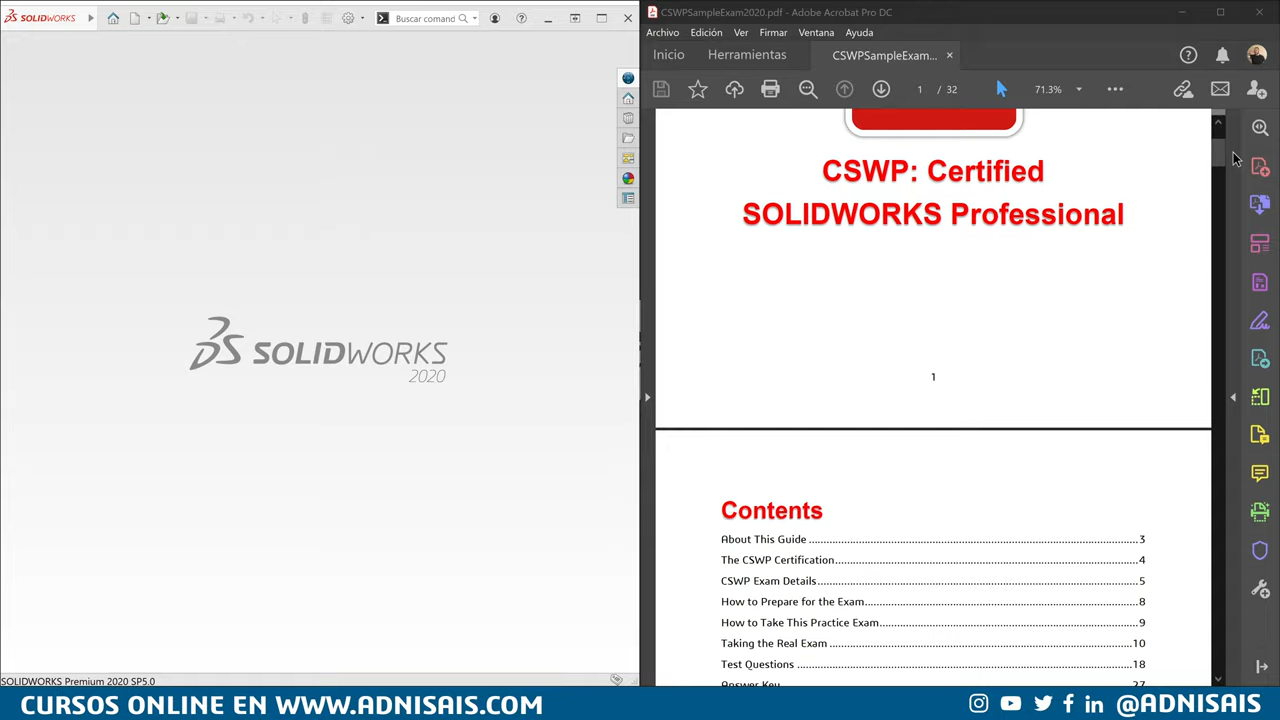 SOLIDWORKS
Buscar comand
CSWPSampleExam2020.pdf - Adobe Acrobat Pro DC
Archivo Edición Ver Firmar Ventana Ayuda
Inicio Herramientas CSWPSampleExam... ×
1 / 32 71.3%
CSWP: Certified
SOLIDWORKS Professional
1
SOLIDWORKS
2020
Contents
About This Guide 3
The CSWP Certification 4
CSWP Exam Details 5
How to Prepare for the Exam 8
How to Take This Practice Exam 9
Taking the Real Exam 10
Test Questions 18
Answer Key 27
SOLIDWORKS Premium 2020 SP5.0
CURSOS ONLINE EN WWW.ADNISAIS.COM
@ADNISAIS